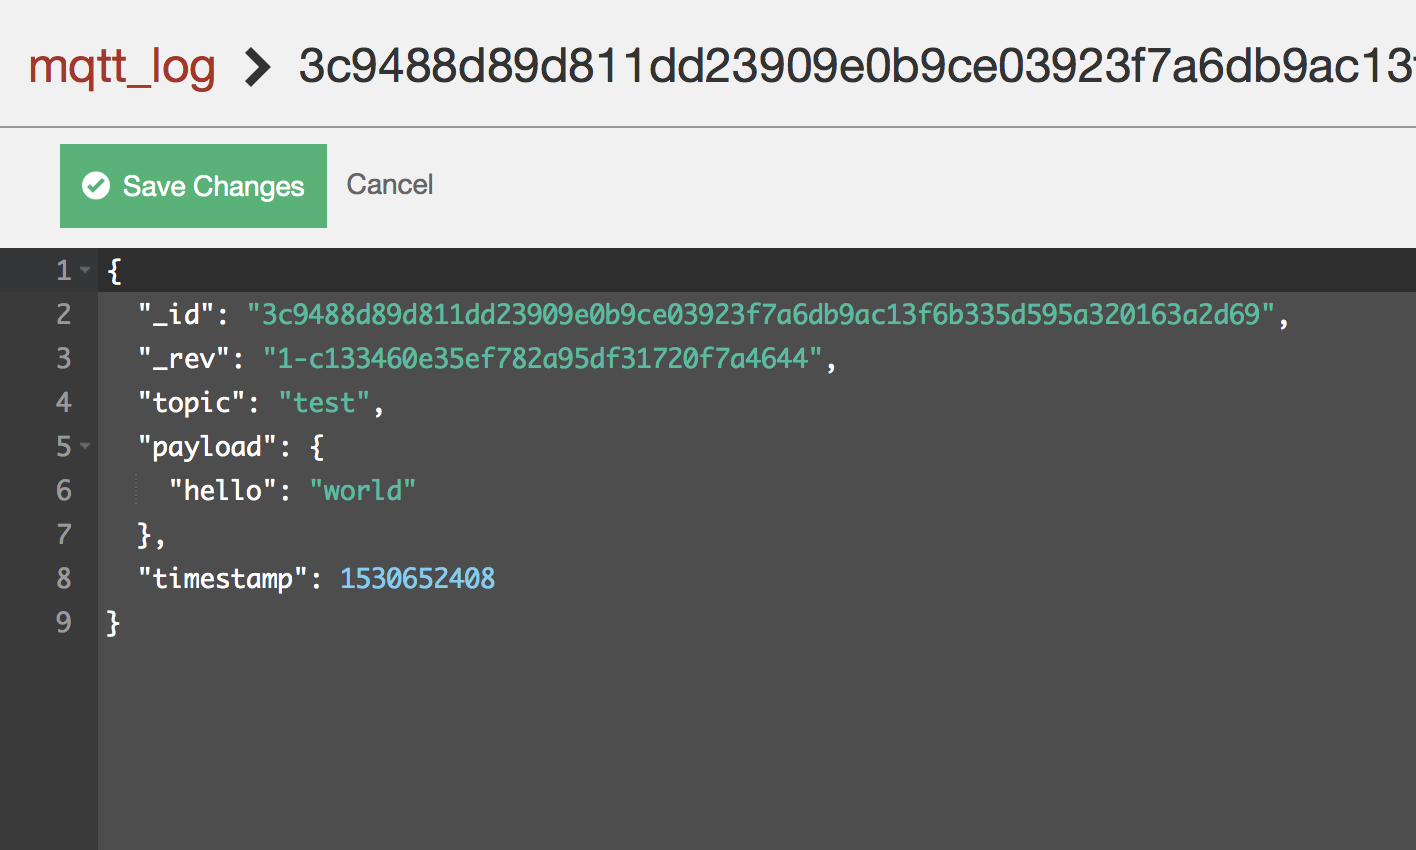 mqtt_log > 3c9488d89d811dd23909e0b9ce03923f7a6db9ac13
Save Changes Cancel
1 {
2 "_id": "3c9488d89d811dd23909e0b9ce03923f7a6db9ac13f6b335d595a320163a2d69",
3 "_rev": "1-c133460e35ef782a95df31720f7a4644",
4 "topic": "test",
5 "payload": {
6 "hello": "world"
7 },
8 "timestamp": 1530652408
9 }